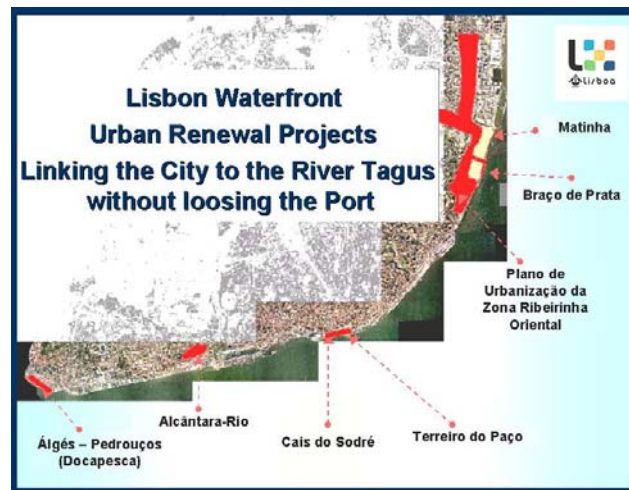 Lisbon Waterfront
Urban Renewal Projects
Linking the City to the River Tagus
without loosing the Port
Lisboa
Matinha
Braço de Prata
Plano de
Urbanização da
Zona Ribeirinha
Oriental
Terreiro do Paço
Cais do Sodré
Alcântara-Rio
Álgés – Pedrouços
(Docapesca)